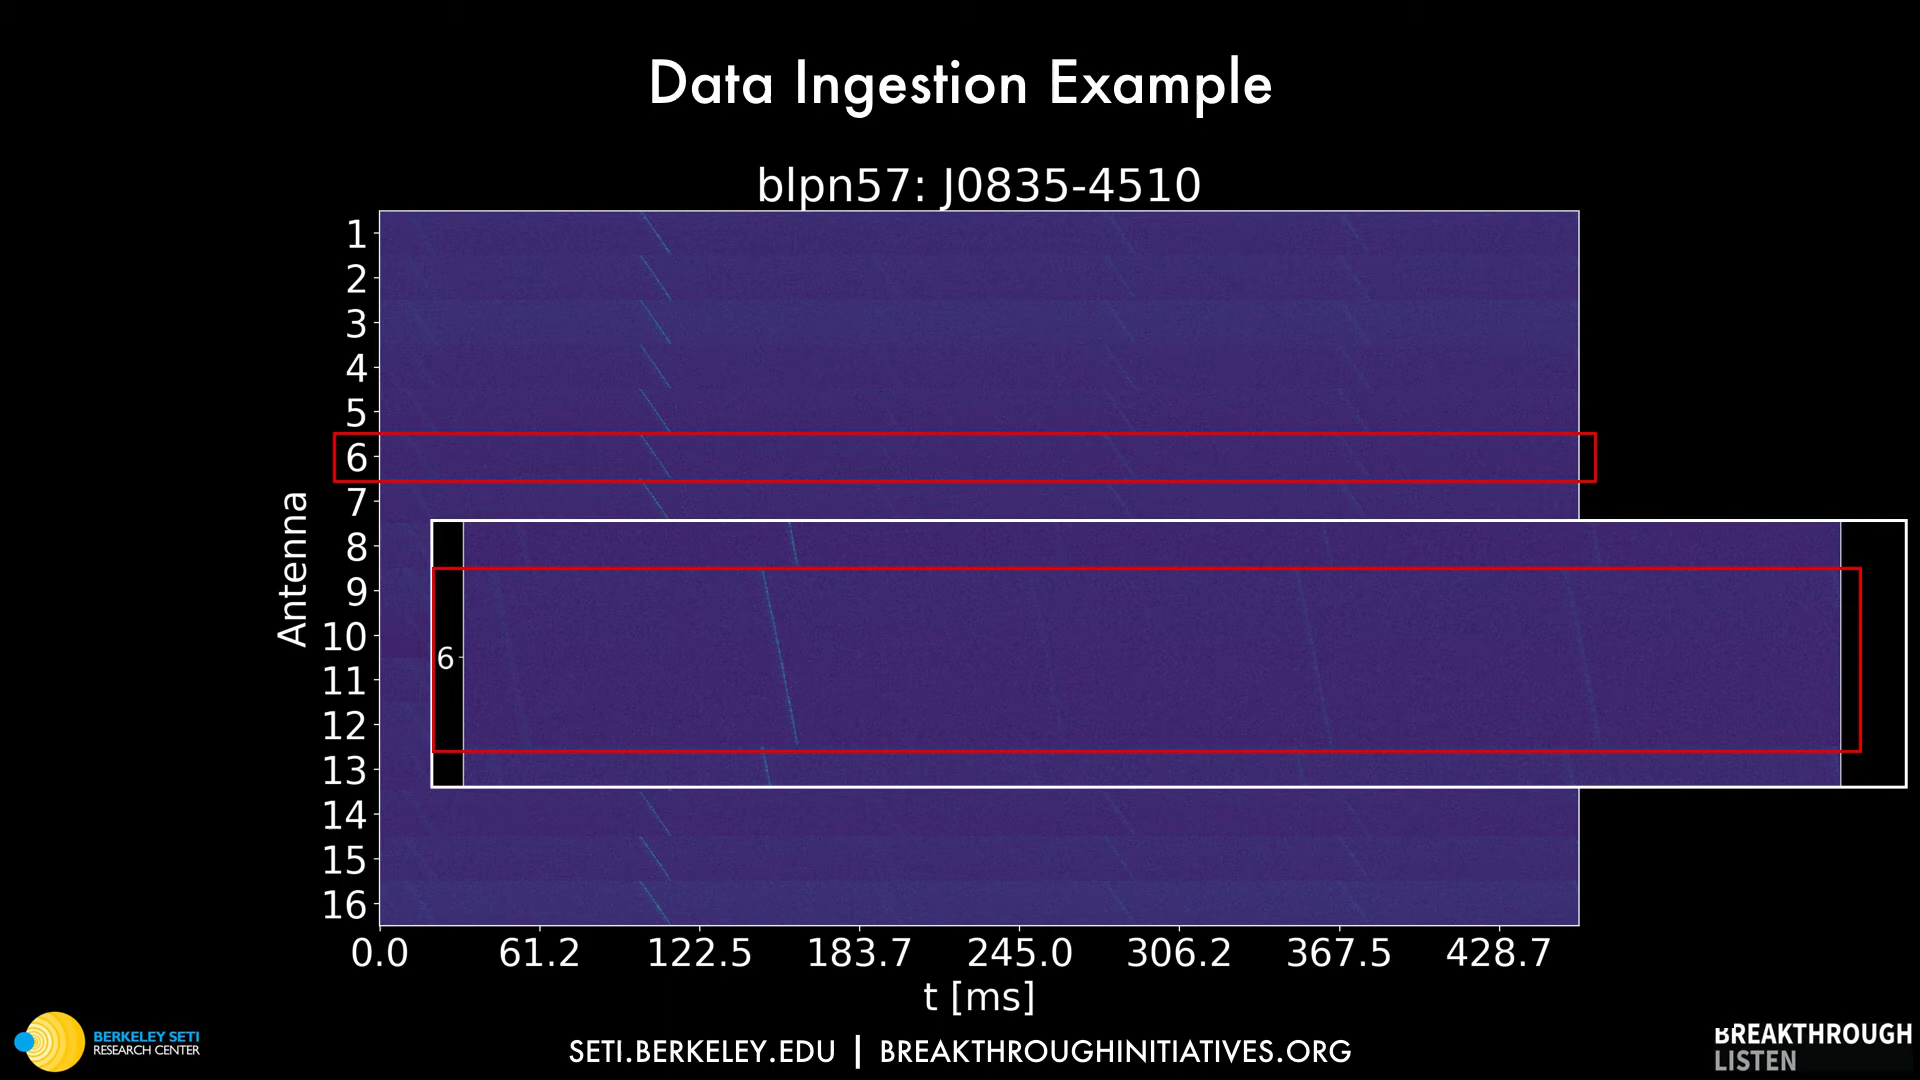 Data Ingestion Example
blpn57: J0835-4510
Antenna
1
2
3
4
5
6
7
8
9
10
11
12
13
14
15
16
6
0.0 61.2 122.5 183.7 245.0 306.2 367.5 428.7
t [ms]
BERKELEY SETI
RESEARCH CENTER
SETI.BERKELEY.EDU | BREAKTHROUGHINITIATIVES.ORG
BREAKTHROUGH
LISTEN